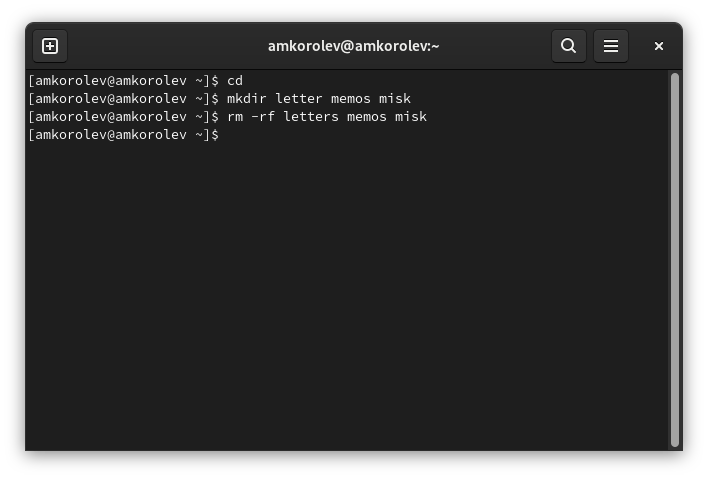 amkorolev@amkorolev:~
[amkorolev@amkorolev ~]$ cd
[amkorolev@amkorolev ~]$ mkdir letter memos misk
[amkorolev@amkorolev ~]$ rm -rf letters memos misk
[amkorolev@amkorolev ~]$